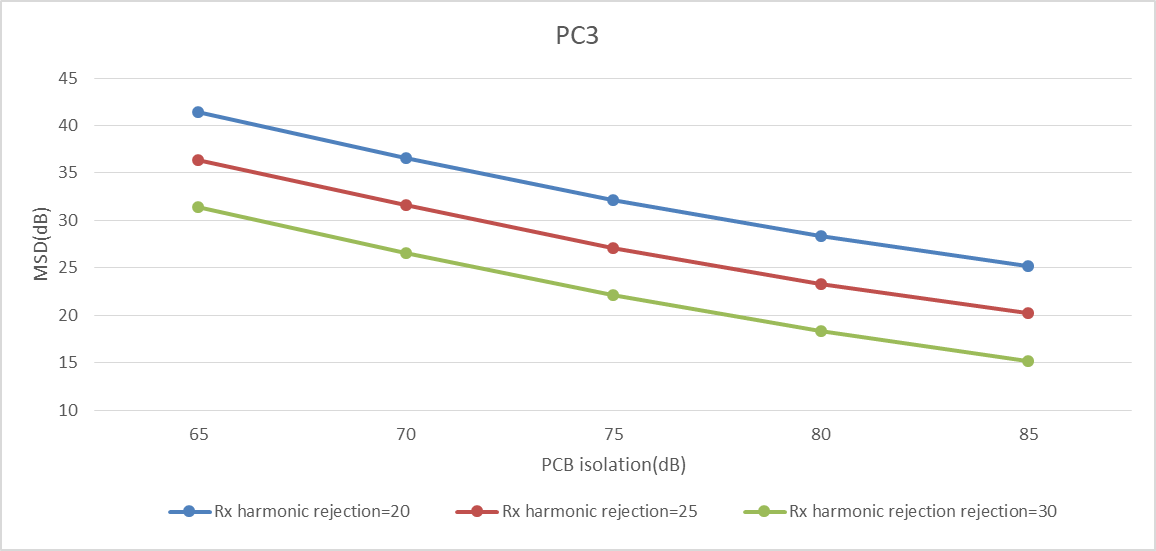 PC3
45
40
35
30
25
20
15
10
MSD(dB)
65 70 75 80 85
PCB isolation(dB)
Rx harmonic rejection=20 Rx harmonic rejection=25 Rx harmonic rejection rejection=30